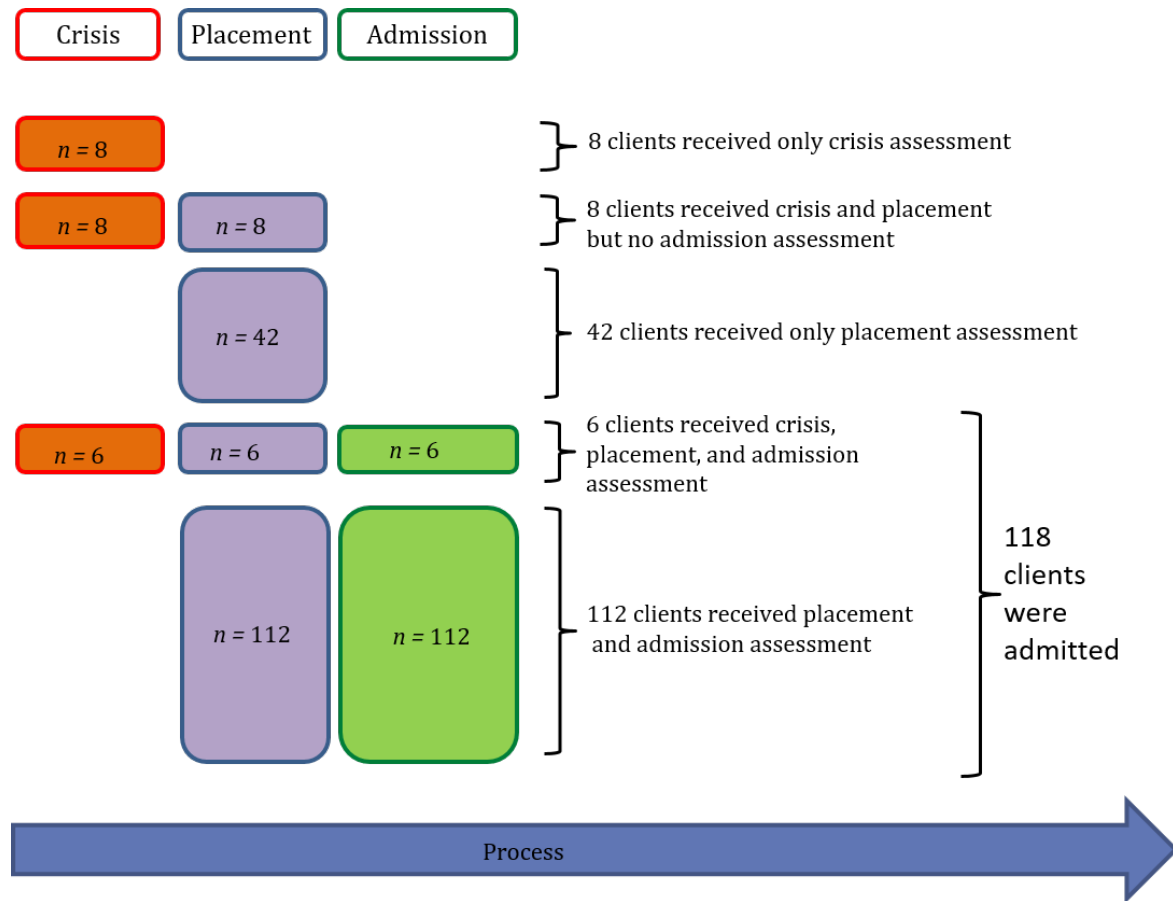 Crisis Placement Admission
n = 8
8 clients received only crisis assessment
n = 8 n = 8
8 clients received crisis and placement
but no admission assessment
n = 42
42 clients received only placement assessment
n = 6 n = 6 n = 6
6 clients received crisis,
placement, and admission
assessment
n = 112 n = 112
112 clients received placement
and admission assessment
118
clients
were
admitted
Process